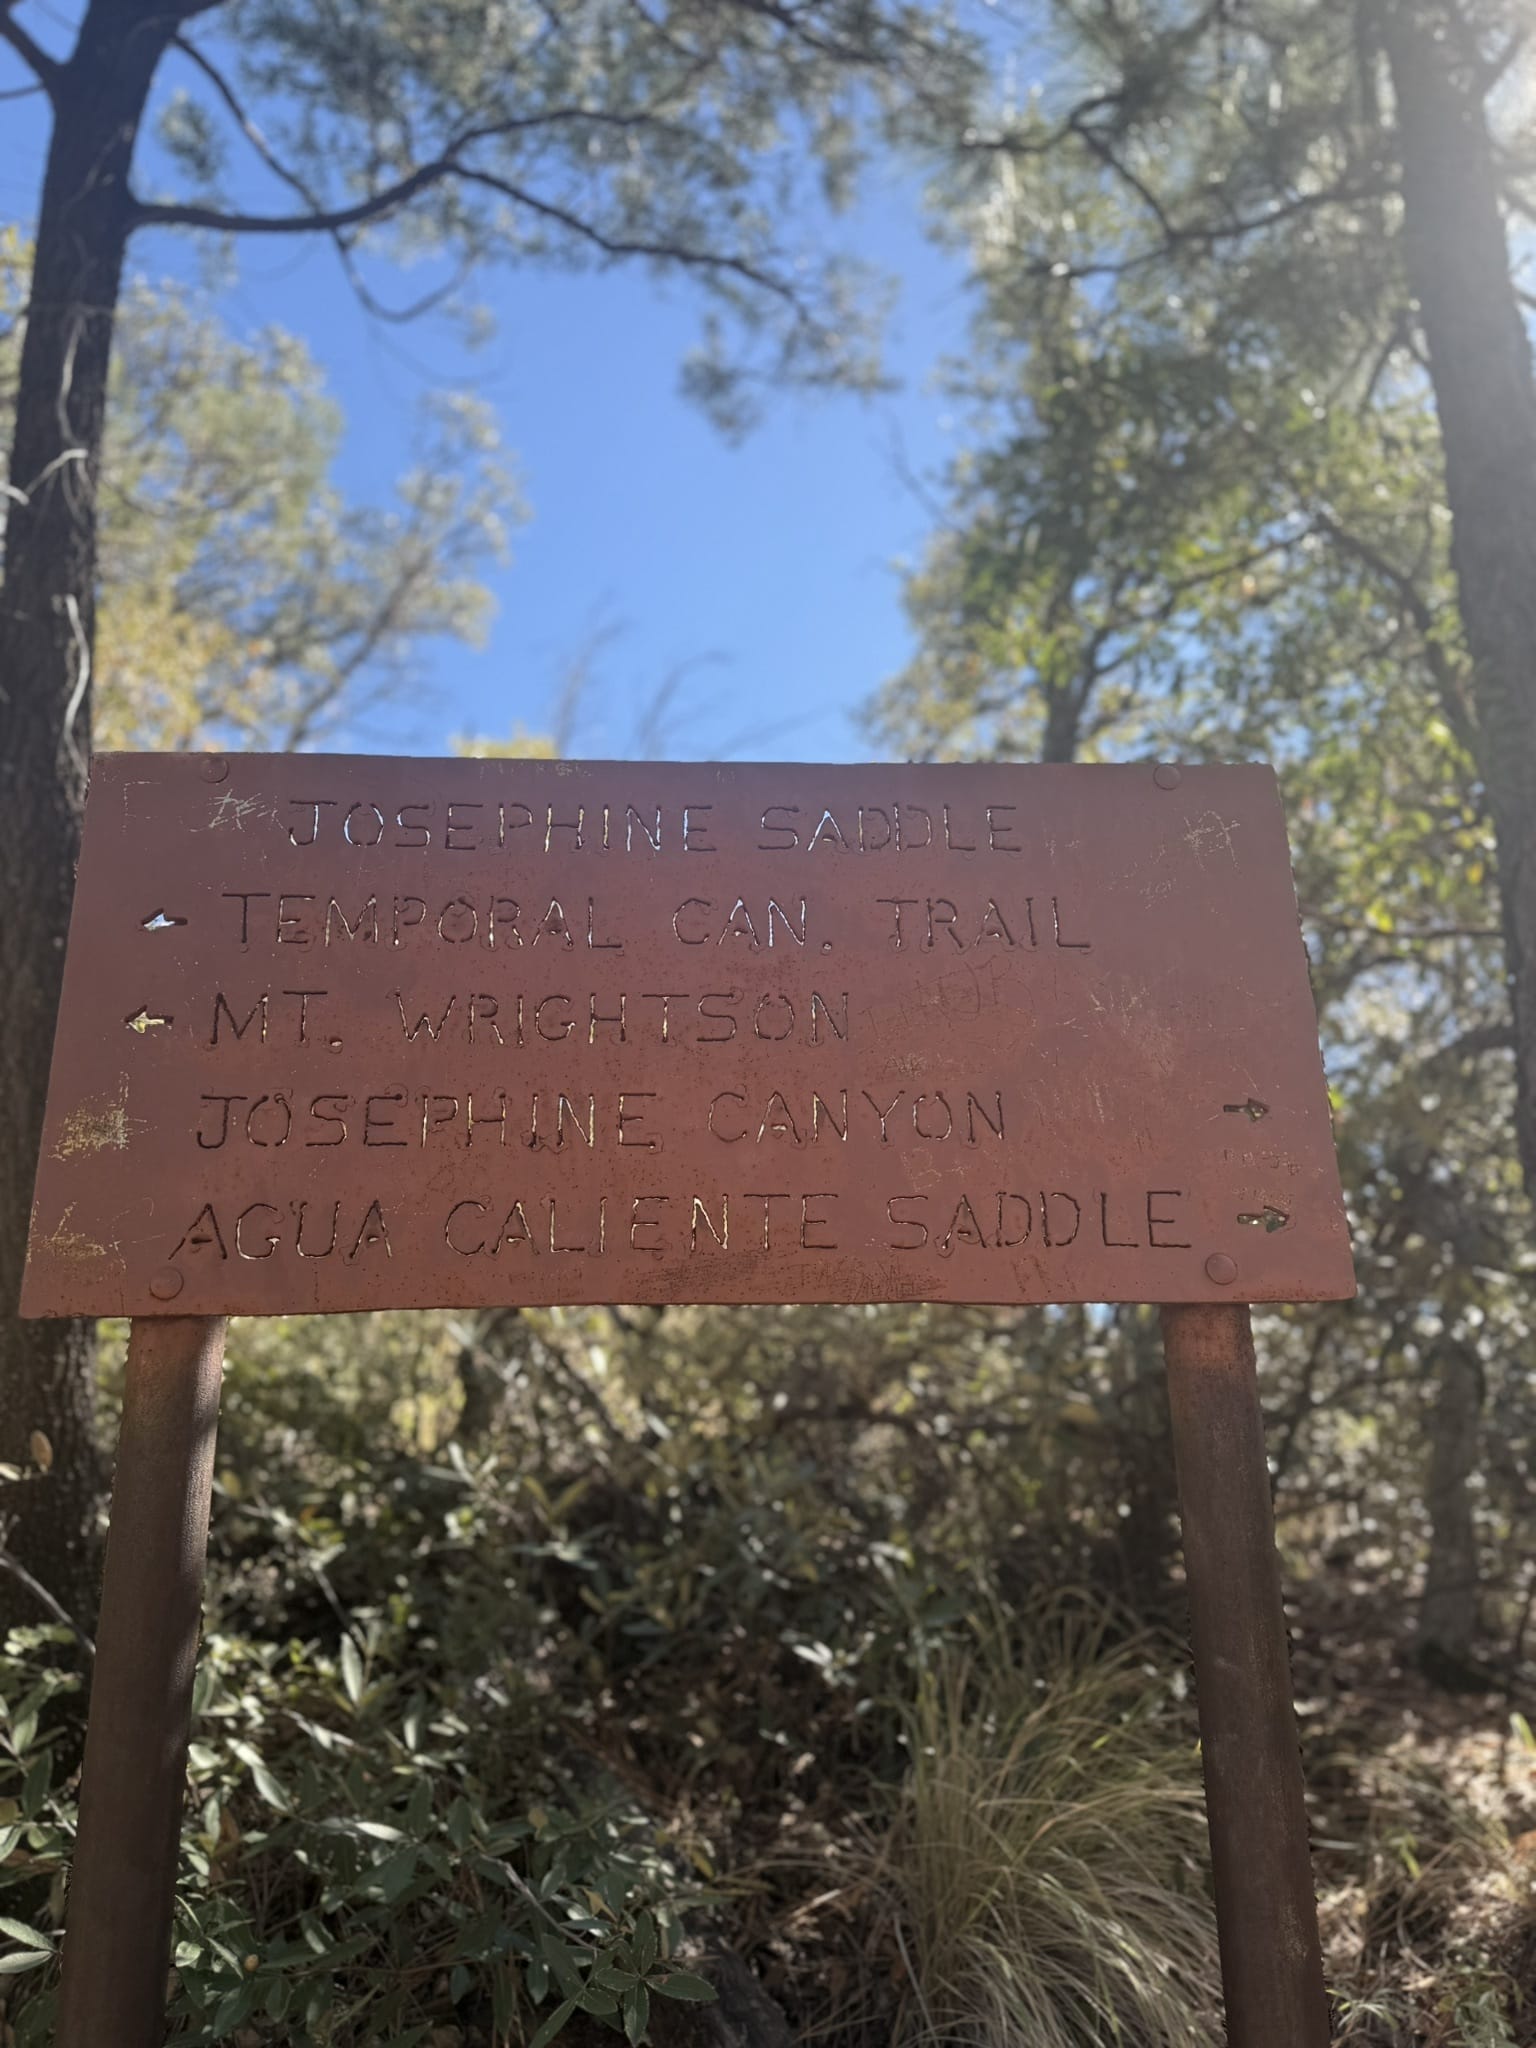 JOSEPHINE SADDLE
← TEMPORAL CAN. TRAIL
← MT. WRIGHTSON
JOSEPHINE CANYON →
AGUA CALIENTE SADDLE →